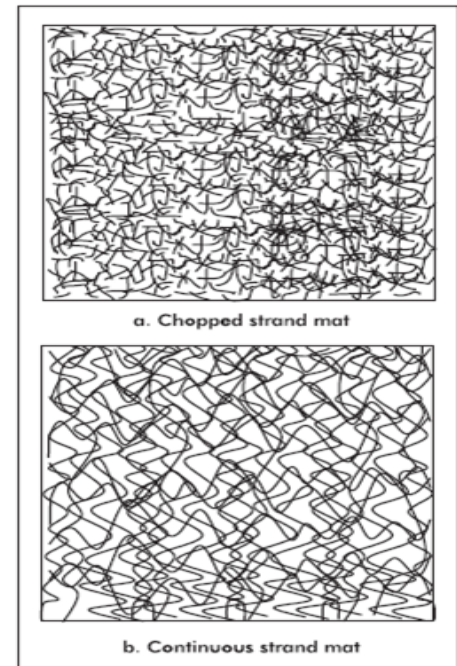 a. Chopped strand mat
b. Continuous strand mat